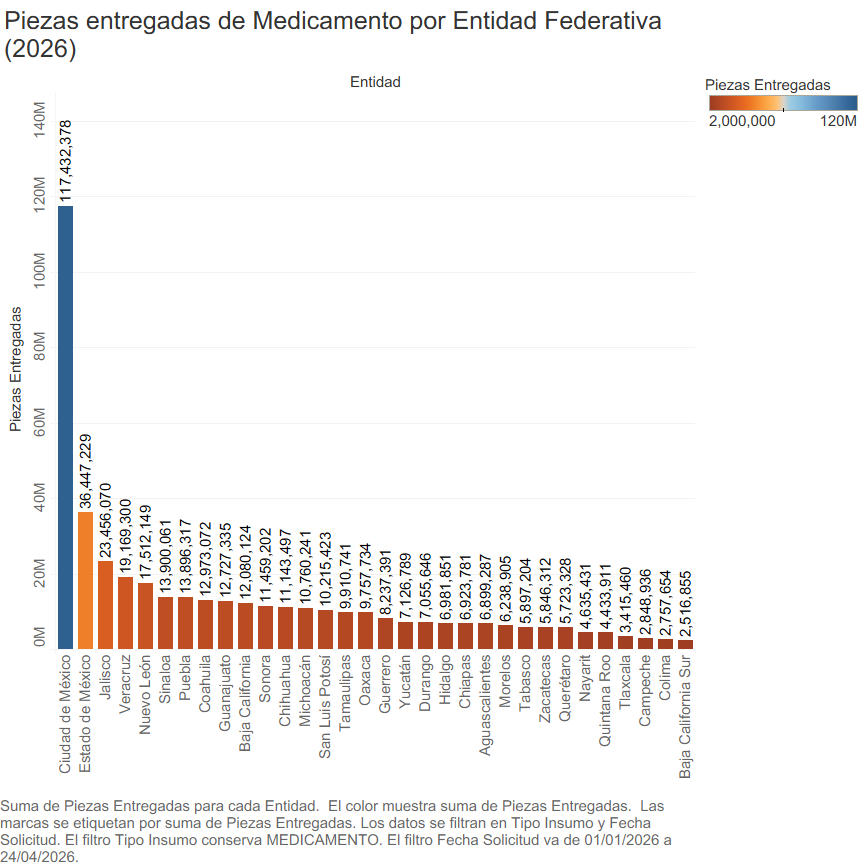 Piezas entregadas de Medicamento por Entidad Federativa
(2026)
Entidad
Piezas Entregadas
2,000,000
120M
Piezas Entregadas
140M
120M
100M
80M
60M
40M
20M
0M
117,432,378
36,447,229
23,456,070
19,169,300
17,512,149
13,900,061
13,896,317
12,973,072
12,727,335
12,080,124
11,459,202
11,143,497
10,760,241
10,215,423
9,910,741
9,757,734
8,237,391
7,126,789
7,055,646
6,981,851
6,923,781
6,899,287
6,238,905
5,897,204
5,846,312
5,723,328
4,635,431
4,433,911
3,415,460
2,848,936
2,757,654
2,516,855
Ciudad de México
Estado de México
Jalisco
Veracruz
Nuevo León
Sinaloa
Puebla
Coahuila
Guanajuato
Baja California
Sonora
Chihuahua
Michoacán
San Luis Potosí
Tamaulipas
Oaxaca
Guerrero
Yucatán
Durango
Hidalgo
Chiapas
Aguascalientes
Morelos
Tabasco
Zacatecas
Querétaro
Nayarit
Quintana Roo
Tlaxcala
Campeche
Colima
Baja California Sur
Suma de Piezas Entregadas para cada Entidad.  El color muestra suma de Piezas Entregadas.  Las
marcas se etiquetan por suma de Piezas Entregadas. Los datos se filtran en Tipo Insumo y Fecha
Solicitud. El filtro Tipo Insumo conserva MEDICAMENTO. El filtro Fecha Solicitud va de 01/01/2026 a
24/04/2026.